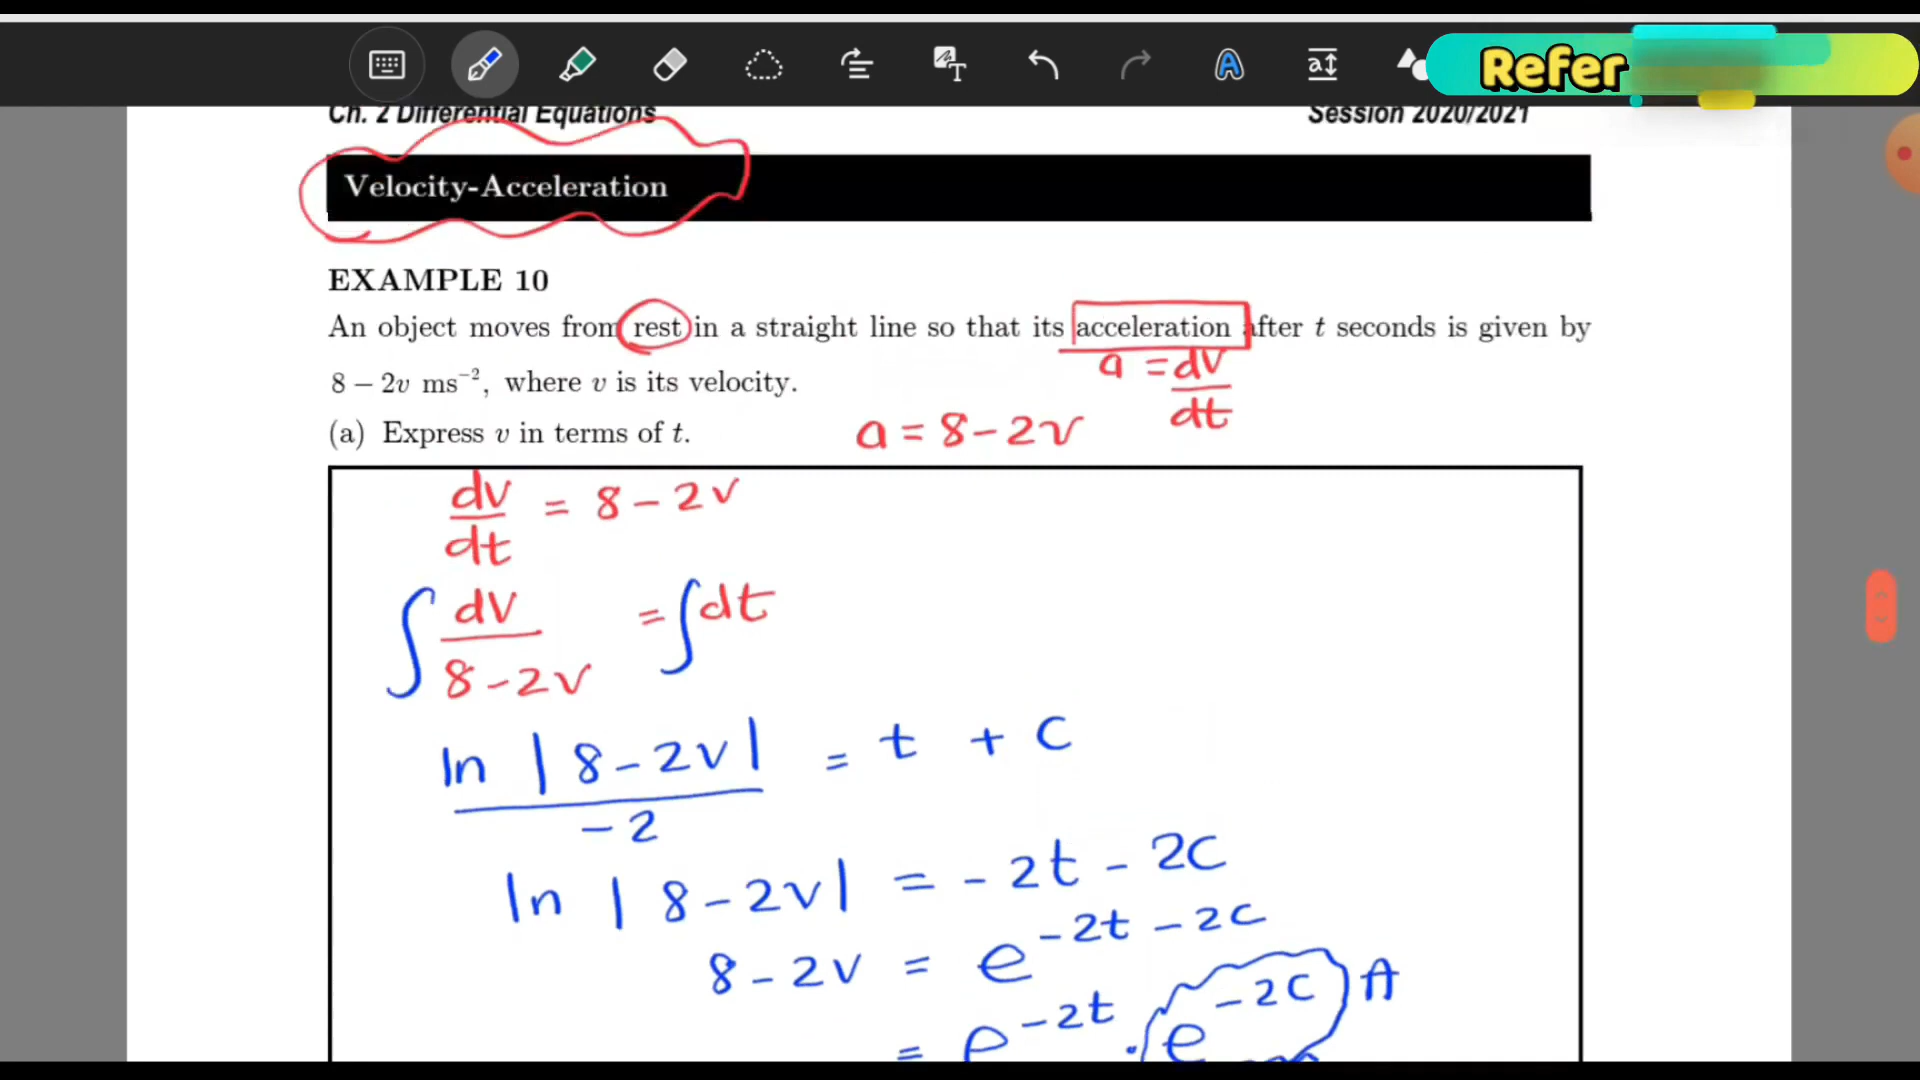 Refer
Ch. 2 Differential Equations
Session 2020/2021
Velocity-Acceleration
EXAMPLE 10
An object moves from rest in a straight line so that its acceleration after t seconds is given by
8 − 2v ms⁻², where v is its velocity.
a = dv/dt
(a) Express v in terms of t.
a = 8 - 2v
dv/dt = 8 - 2v
∫ dv/8-2v = ∫ dt
ln |8-2v| / -2 = t + c
ln |8-2v| = -2t - 2c
8 - 2v = e^-2t-2c
= e^-2t . e^-2c A